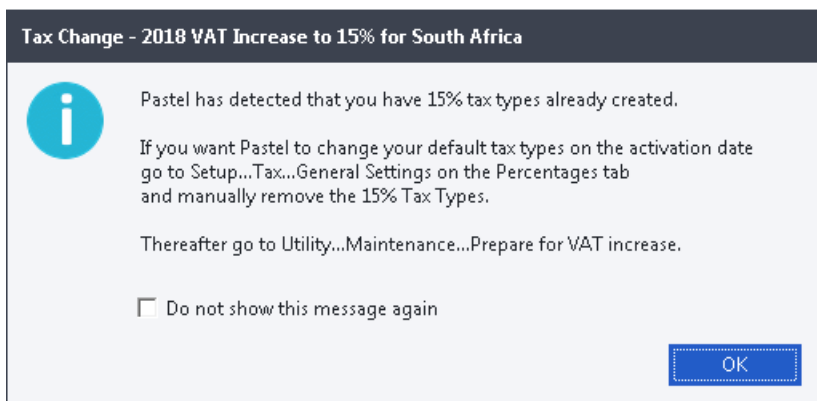 Tax Change - 2018 VAT Increase to 15% for South Africa
Pastel has detected that you have 15% tax types already created.
If you want Pastel to change your default tax types on the activation date
go to Setup...Tax...General Settings on the Percentages tab
and manually remove the 15% Tax Types.
Thereafter go to Utility...Maintenance...Prepare for VAT increase.
Do not show this message again
OK